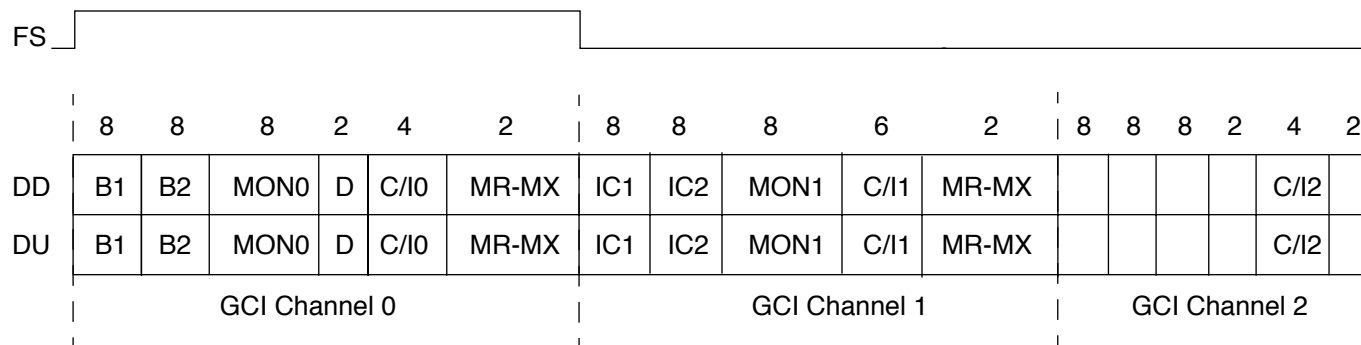 FS
8 8 8 2 4 2 8 8 8 6 2 8 8 8 2 4 2
DD B1 B2 MON0 D C/I0 MR-MX IC1 IC2 MON1 C/I1 MR-MX C/I2
DU B1 B2 MON0 D C/I0 MR-MX IC1 IC2 MON1 C/I1 MR-MX C/I2
GCI Channel 0 GCI Channel 1 GCI Channel 2